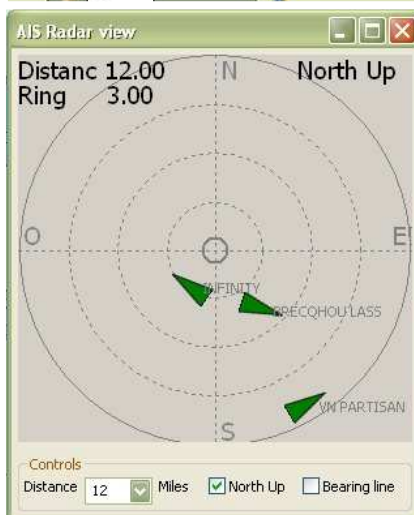 AIS Radar view
Distanc 12.00
Ring 3.00
North Up
N
O
E
S
INFINITY
BRECQHOU LASS
VN PARTISAN
Controls
Distance 12 Miles North Up Bearing line